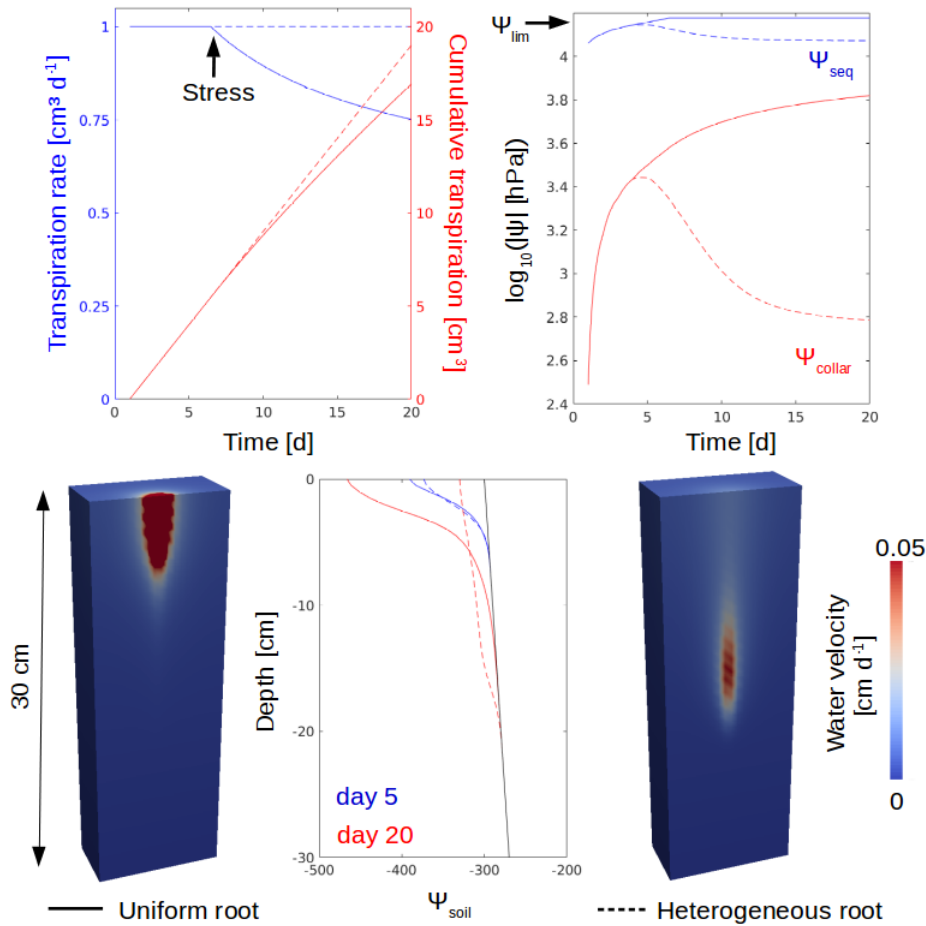 Transpiration rate [cm³ d⁻¹]
1
0.75
0.5
0.25
0
Stress
0 5 10 15 20
Time [d]
20
15
10
5
0
Cumulative transpiration [cm³]
Ψlim
log₁₀(|ψ| [hPa])
4
3.6
3.2
2.8
2.4
4
3.6
3.2
2.8
2.4
Ψseq
Ψcollar
0 5 10 15 20
Time [d]
30 cm
Depth [cm]
0
-10
-20
-30
day 5
day 20
-500 -400 -300 -200
Ψsoil
0.05
0
Water velocity
[cm d⁻¹]
Uniform root
Heterogeneous root